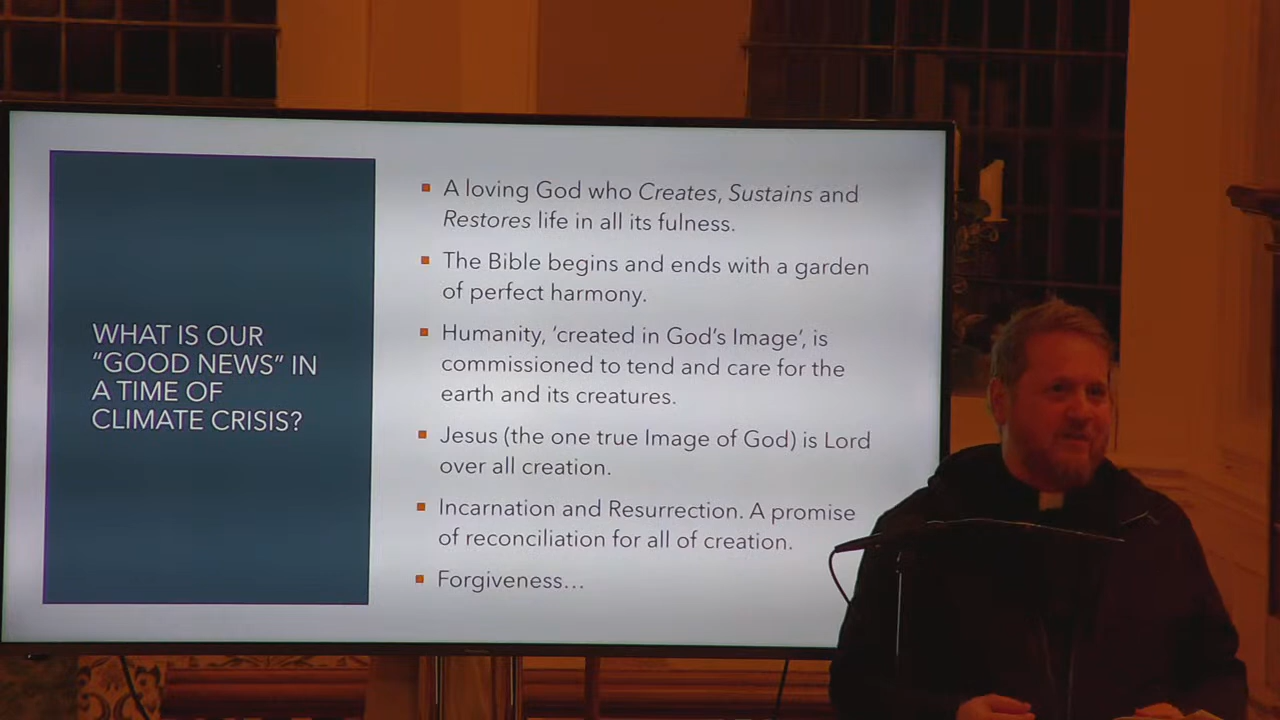 WHAT IS OUR
“GOOD NEWS” IN
A TIME OF
CLIMATE CRISIS?
A loving God who Creates, Sustains and
Restores life in all its fulness.
The Bible begins and ends with a garden
of perfect harmony.
Humanity, ‘created in God’s Image’, is
commissioned to tend and care for the
earth and its creatures.
Jesus (the one true Image of God) is Lord
over all creation.
Incarnation and Resurrection. A promise
of reconciliation for all of creation.
Forgiveness…